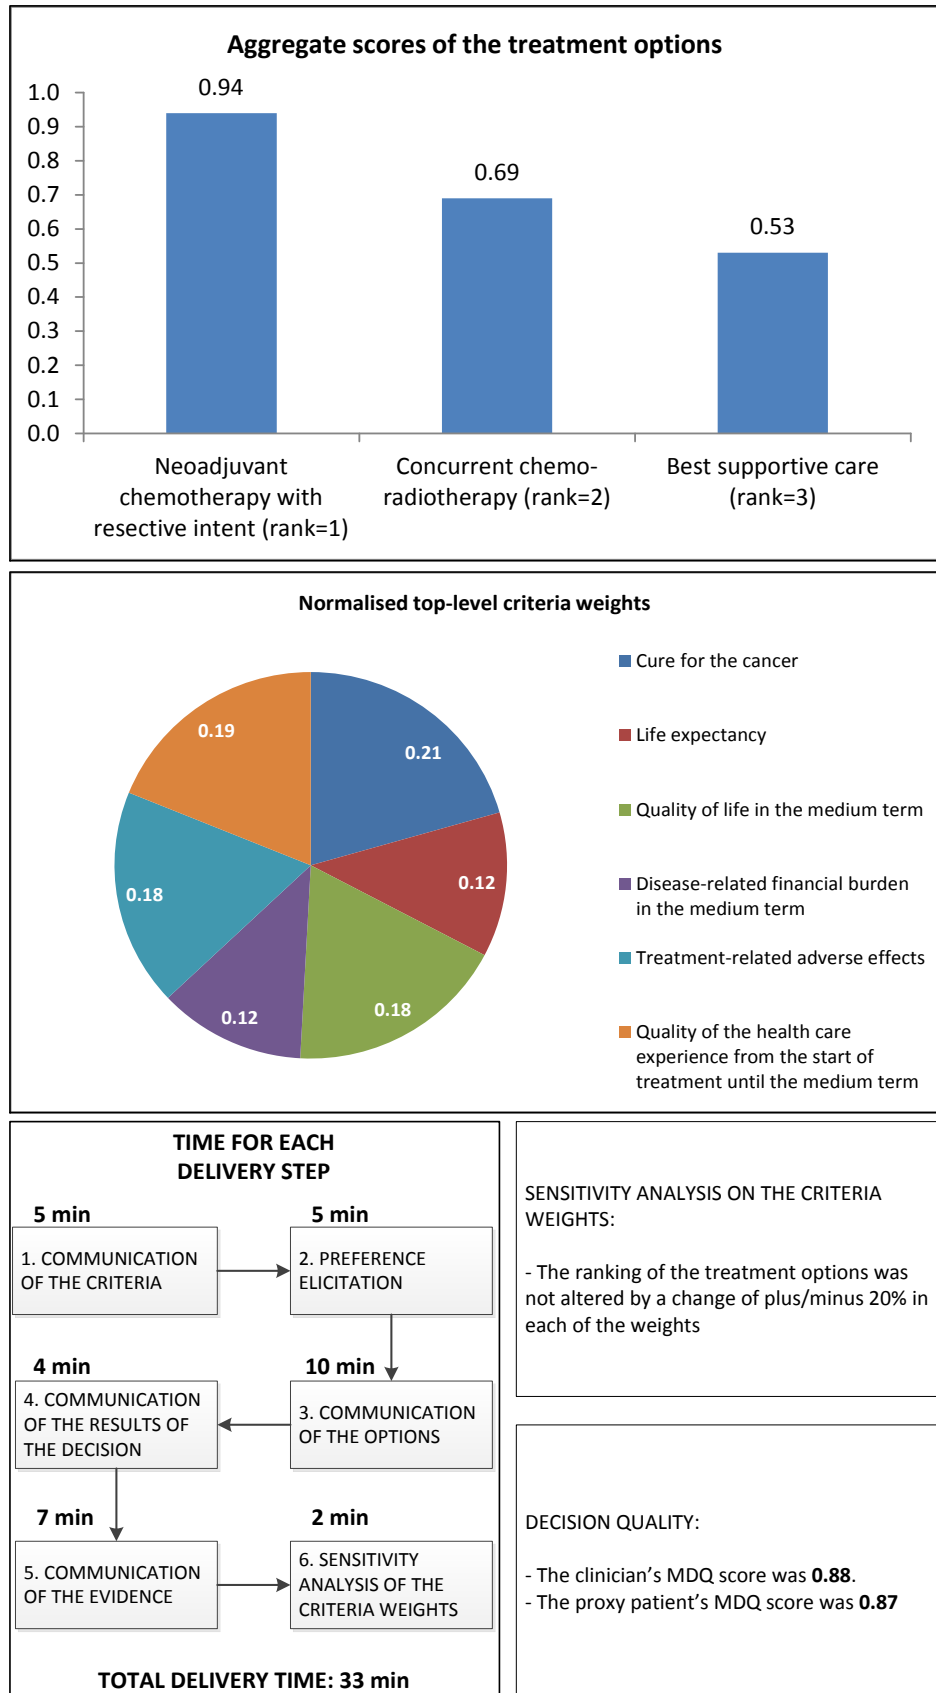 Aggregate scores of the treatment options
1.0
0.9
0.8
0.7
0.6
0.5
0.4
0.3
0.2
0.1
0.0
0.94
0.69
0.53
Neoadjuvant
chemotherapy with
resective intent (rank=1)
Concurrent chemo-
radiotherapy (rank=2)
Best supportive care
(rank=3)
Normalised top-level criteria weights
0.21
0.12
0.18
0.12
0.18
0.19
Cure for the cancer
Life expectancy
Quality of life in the medium term
Disease-related financial burden
in the medium term
Treatment-related adverse effects
Quality of the health care
experience from the start of
treatment until the medium term
TIME FOR EACH
DELIVERY STEP
5 min
1. COMMUNICATION
OF THE CRITERIA
5 min
2. PREFERENCE
ELICITATION
10 min
3. COMMUNICATION
OF THE OPTIONS
4 min
4. COMMUNICATION
OF THE RESULTS OF
THE DECISION
7 min
5. COMMUNICATION
OF THE EVIDENCE
2 min
6. SENSITIVITY
ANALYSIS OF THE
CRITERIA WEIGHTS
TOTAL DELIVERY TIME: 33 min
SENSITIVITY ANALYSIS ON THE CRITERIA
WEIGHTS:
- The ranking of the treatment options was
not altered by a change of plus/minus 20% in
each of the weights
DECISION QUALITY:
- The clinician's MDQ score was 0.88.
- The proxy patient's MDQ score was 0.87